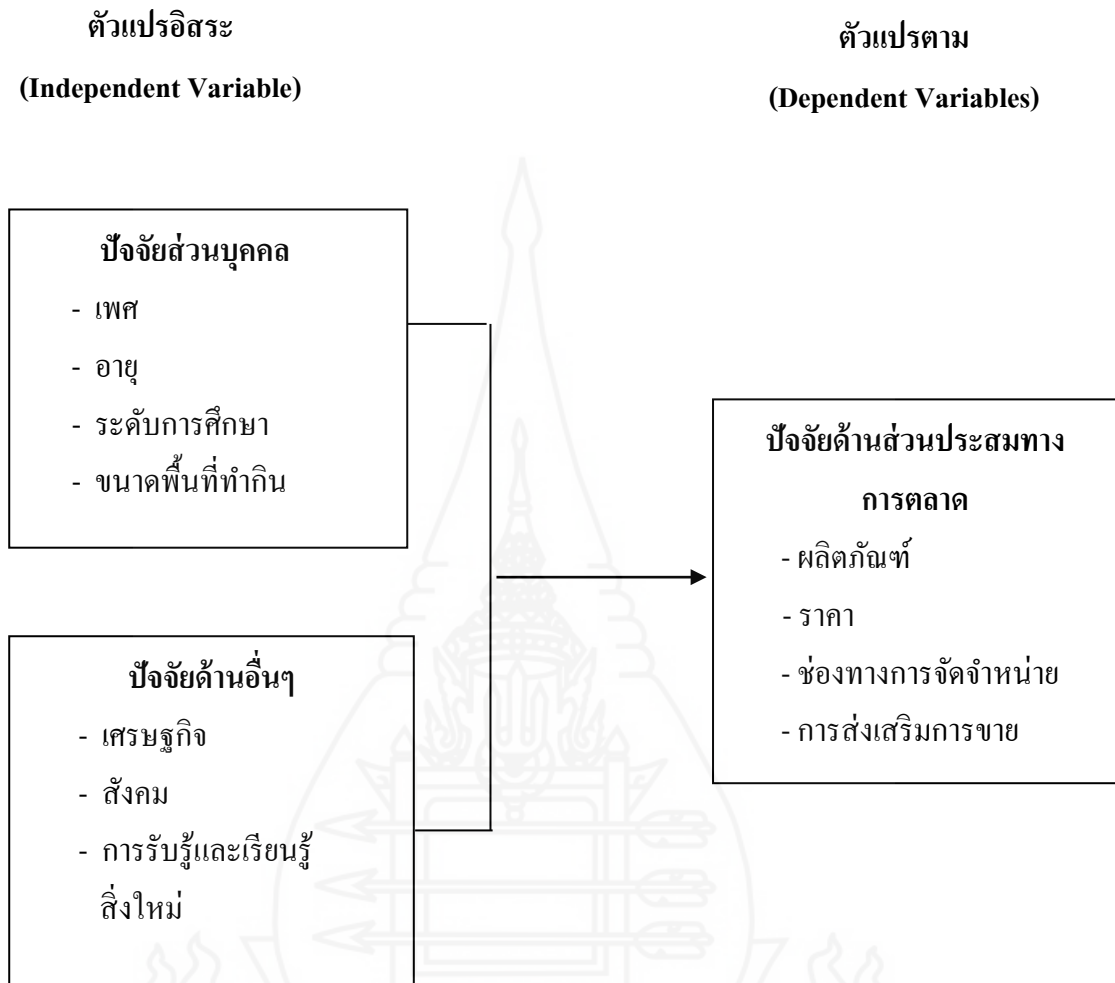 ตัวแปรอิสระ
(Independent Variable)
ตัวแปรตาม
(Dependent Variables)
ปัจจัยส่วนบุคคล
- เพศ
- อายุ
- ระดับการศึกษา
- ขนาดพื้นที่ทำกิน
ปัจจัยด้านอื่นๆ
- เศรษฐกิจ
- สังคม
- การรับรู้และเรียนรู้
สิ่งใหม่
ปัจจัยด้านส่วนประสมทาง
การตลาด
- ผลิตภัณฑ์
- ราคา
- ช่องทางการจัดจำหน่าย
- การส่งเสริมการขาย